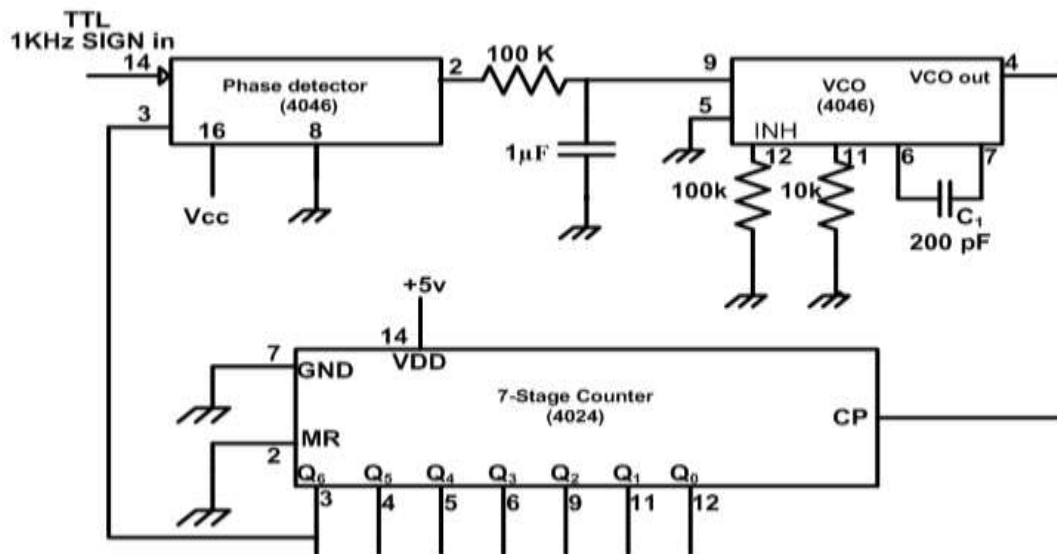 TTL
1KHz SIGN in
14
3
Phase detector
(4046)
16
8
Vcc
2
100 K
1µF
9
5
VCO
(4046)
VCO out
4
INH
12
11
6
7
100k
10k
C1
200 pF
+5v
14
VDD
7
GND
7-Stage Counter
(4024)
CP
MR
2
Q6 Q5 Q4 Q3 Q2 Q1 Q0
3 4 5 6 9 11 12